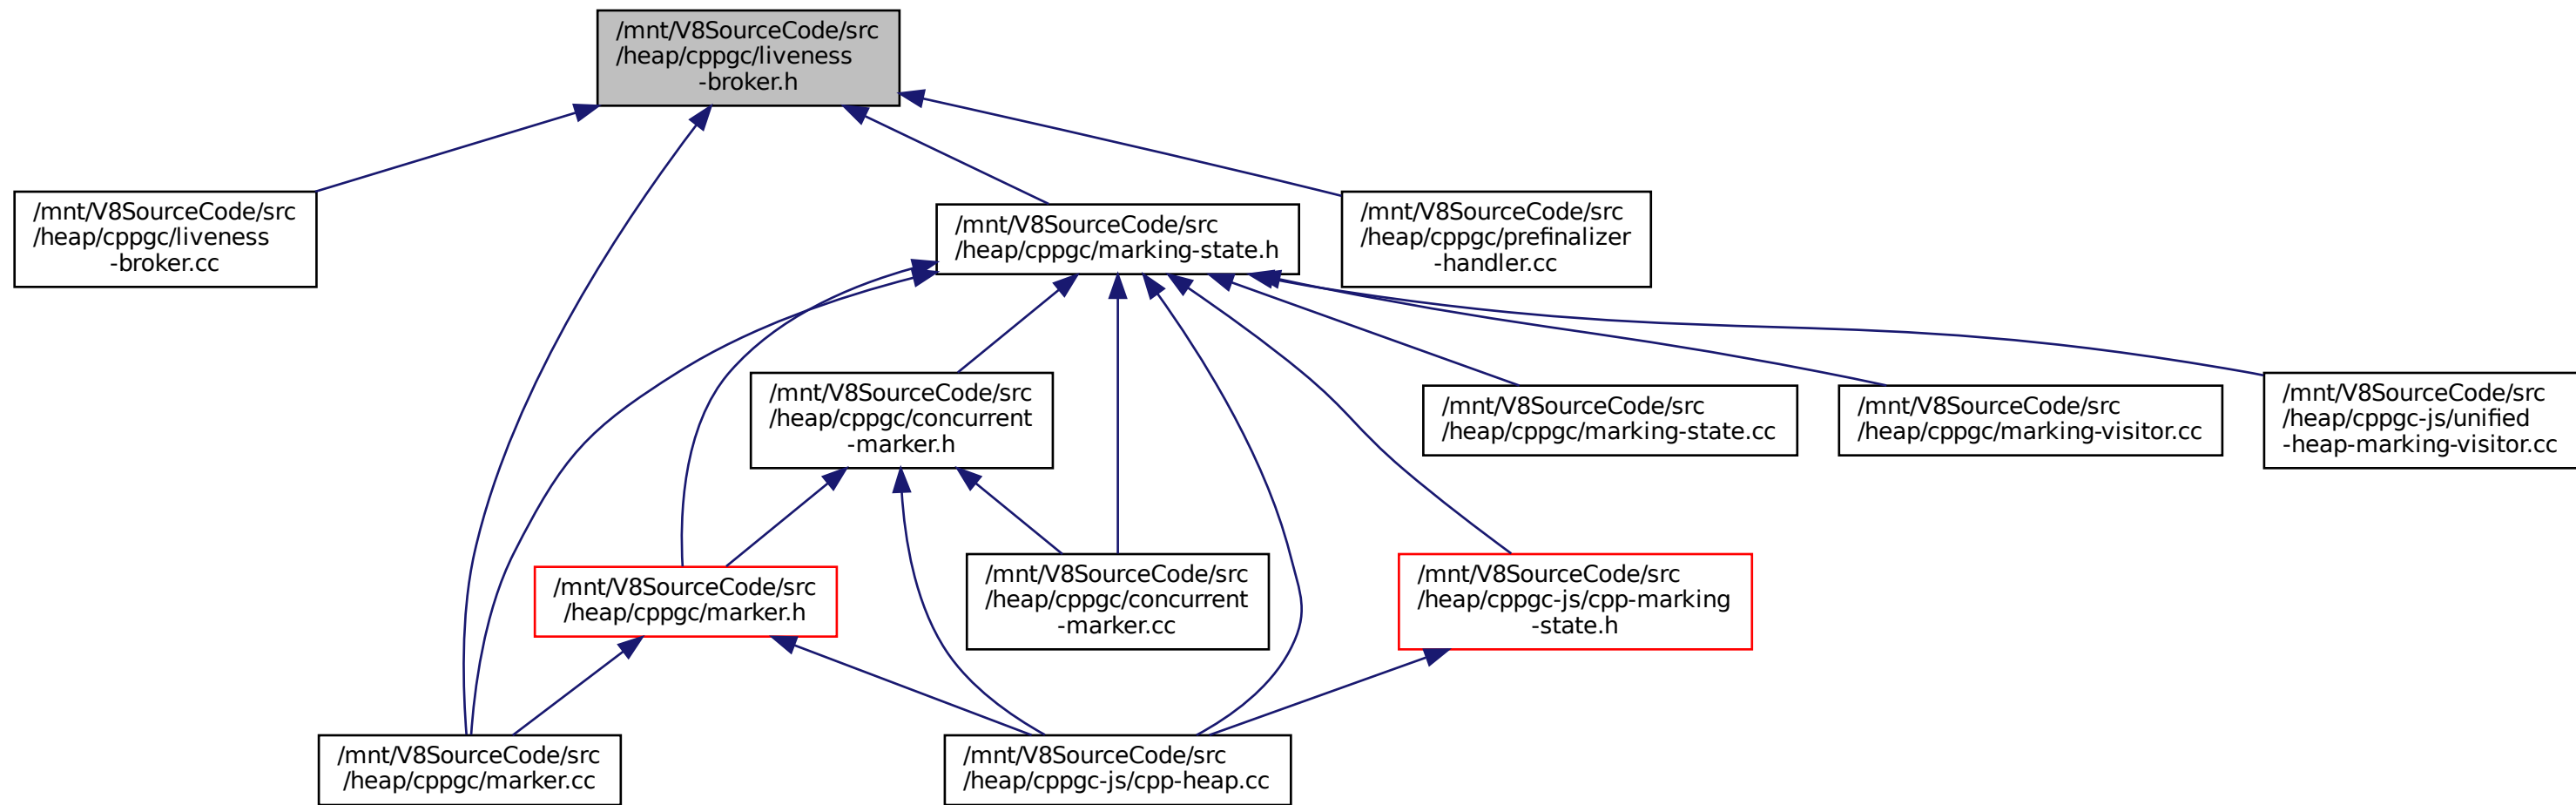 /mnt/V8SourceCode/src
/heap/cppgc/liveness
-broker.h
/mnt/V8SourceCode/src
/heap/cppgc/liveness
-broker.cc
/mnt/V8SourceCode/src
/heap/cppgc/marking-state.h
/mnt/V8SourceCode/src
/heap/cppgc/prefinalizer
-handler.cc
/mnt/V8SourceCode/src
/heap/cppgc/concurrent
-marker.h
/mnt/V8SourceCode/src
/heap/cppgc/marking-state.cc
/mnt/V8SourceCode/src
/heap/cppgc/marking-visitor.cc
/mnt/V8SourceCode/src
/heap/cppgc-js/unified
-heap-marking-visitor.cc
/mnt/V8SourceCode/src
/heap/cppgc/marker.h
/mnt/V8SourceCode/src
/heap/cppgc/concurrent
-marker.cc
/mnt/V8SourceCode/src
/heap/cppgc-js/cpp-marking
-state.h
/mnt/V8SourceCode/src
/heap/cppgc/marker.cc
/mnt/V8SourceCode/src
/heap/cppgc-js/cpp-heap.cc